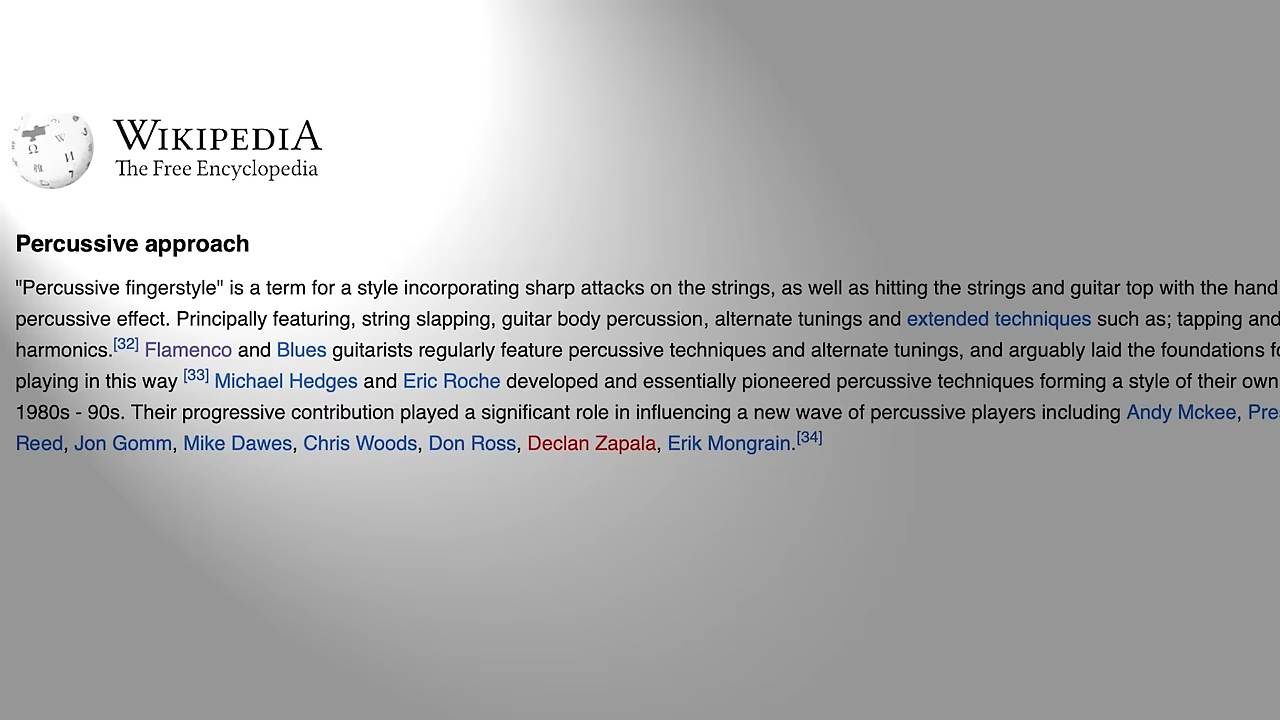 WIKIPEDIA
The Free Encyclopedia
Percussive approach
"Percussive fingerstyle" is a term for a style incorporating sharp attacks on the strings, as well as hitting the strings and guitar top with the hand
percussive effect. Principally featuring, string slapping, guitar body percussion, alternate tunings and extended techniques such as; tapping and
harmonics.[32] Flamenco and Blues guitarists regularly feature percussive techniques and alternate tunings, and arguably laid the foundations
playing in this way [33] Michael Hedges and Eric Roche developed and essentially pioneered percussive techniques forming a style of their own
1980s - 90s. Their progressive contribution played a significant role in influencing a new wave of percussive players including Andy Mckee,
Reed, Jon Gomm, Mike Dawes, Chris Woods, Don Ross, Declan Zapala, Erik Mongrain.[34]